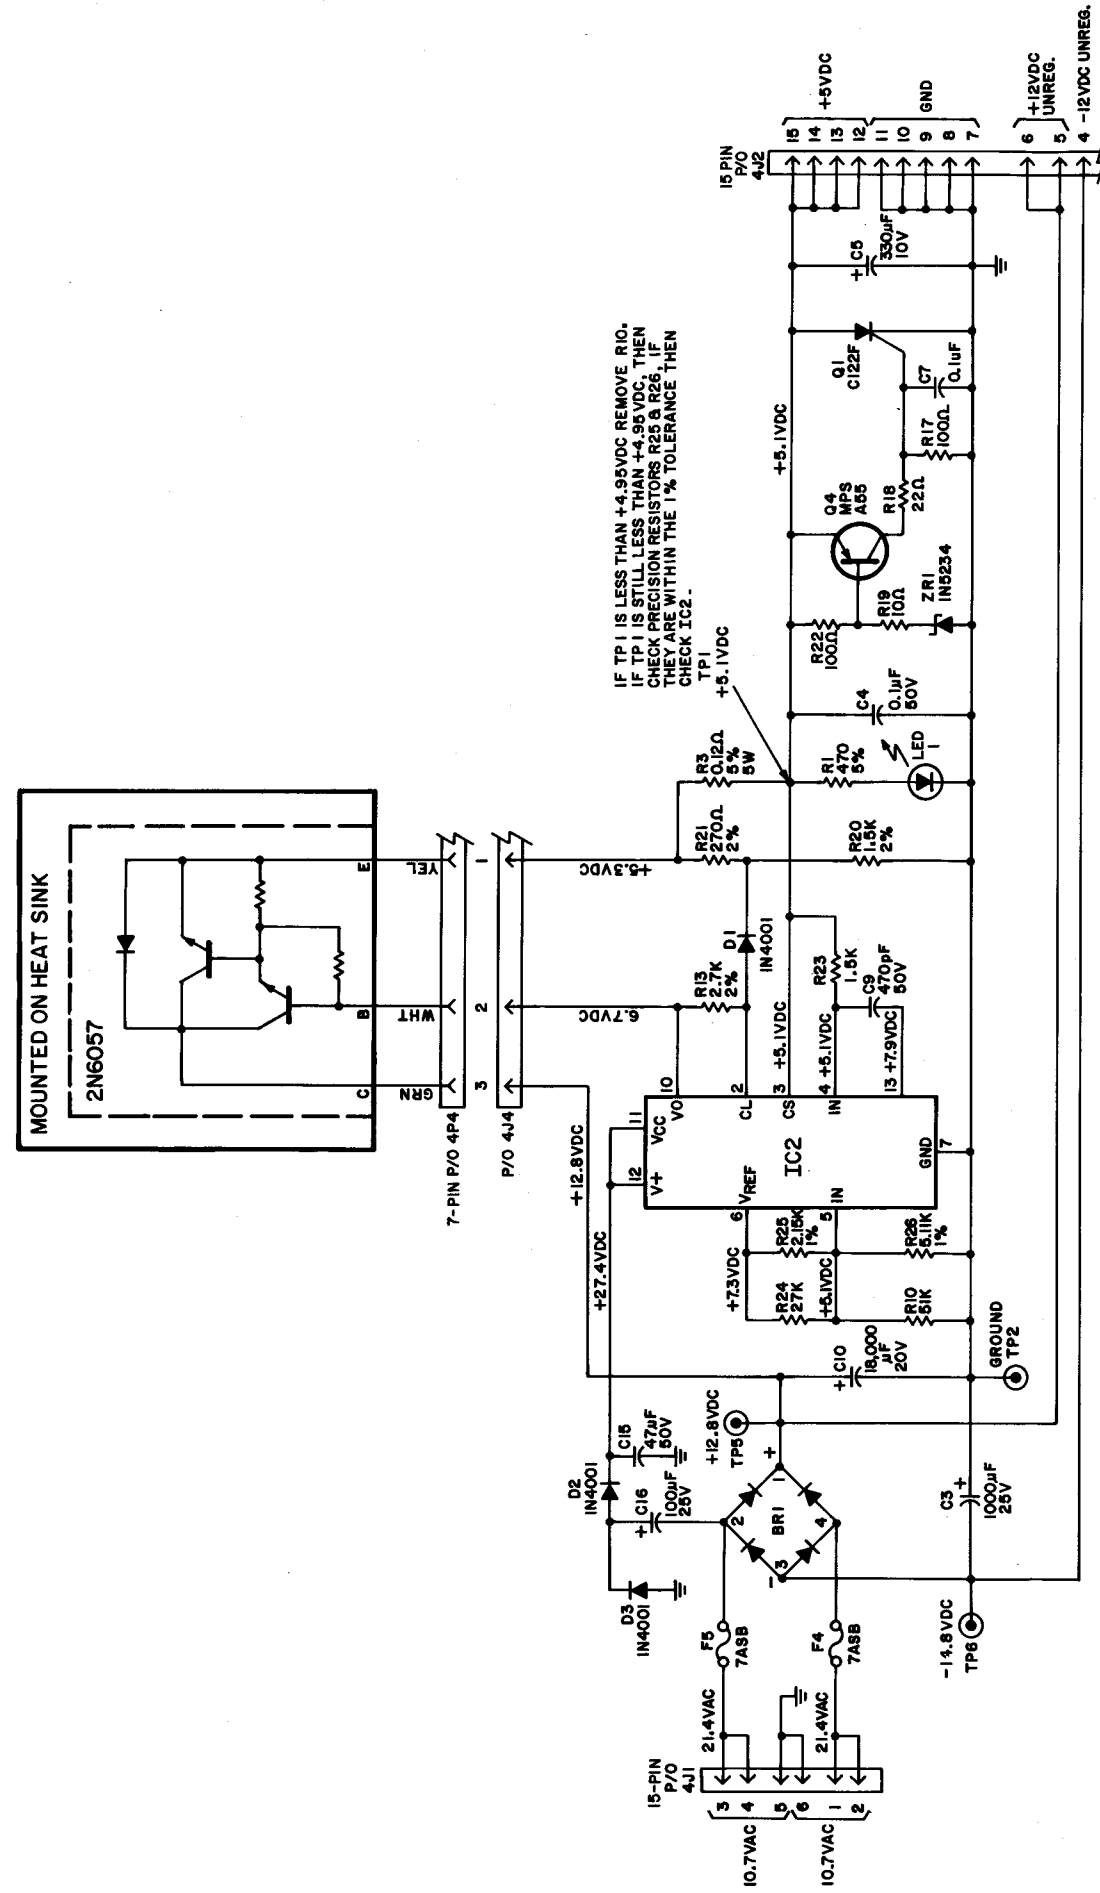 MOUNTED ON HEAT SINK
2N6057
C
B
E
GRN
WHT
YEL
7-PIN P/O 4P4
3
2
1
P/O 4J4
IF TP1 IS LESS THAN +4.95VDC REMOVE R10.
IF TP1 IS STILL LESS THAN +4.95VDC, THEN
CHECK PRECISION RESISTORS R25 & R26, IF
THEY ARE WITHIN THE 1% TOLERANCE THEN
CHECK IC2.
TP1
+5.1VDC
+12.8VDC
+27.4VDC
6.7VDC
+5.3VDC
15-PIN
P/O
4J1
3
4
5
6
1
2
10.7VAC
10.7VAC
21.4VAC
21.4VAC
F5
7ASB
F4
7ASB
D3
1N4001
D2
1N4001
+
C16
100µF
25V
C15
47µF
50V
BR1
1
2
3
4
+
-
+12.8VDC
TP5
-14.8VDC
TP6
C3
+
1000µF
25V
+
C10
18,000
µF
20V
GROUND
TP2
+7.3VDC
R24
27K
R25
2.15K
1%
+5.1VDC
R10
51K
R26
5.11K
1%
IC2
12
V+
11
VCC
6
VREF
5
IN
GND
7
10
VO
2
CL
3
CS
4
IN
13
+5.1VDC
+5.1VDC
+7.9VDC
R13
2.7K
2%
D1
1N4001
R23
1.5K
C9
470pF
50V
R21
270Ω
2%
R20
1.5K
2%
R3
0.12Ω
5%
5W
R1
470
5%
LED
1
C4
0.1µF
50V
R22
100Ω
R19
10Ω
ZR1
1N5234
Q4
MPS
A55
R18
22Ω
R17
100Ω
+5.1VDC
Q1
C122F
C7
0.1uF
+
C5
330µF
10V
15 PIN
P/O
4J2
15
14
13
12
11
10
9
8
7
6
5
4
+5VDC
GND
+12VDC
UNREG.
-12VDC UNREG.